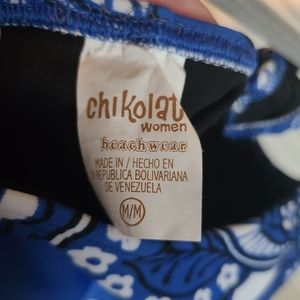 chikolat
women
beachwear
MADE IN / HECHO EN
REPUBLICA BOLIVARIANA
DE VENEZUELA
M/M